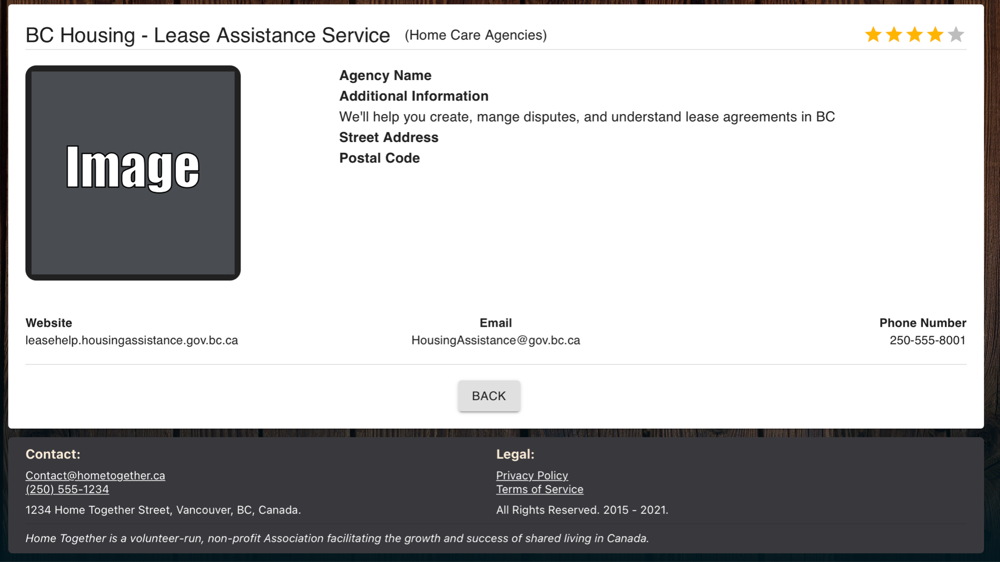 BC Housing - Lease Assistance Service (Home Care Agencies)
Image
Agency Name
Additional Information
We'll help you create, mange disputes, and understand lease agreements in BC
Street Address
Postal Code
Website
leasehelp.housingassistance.gov.bc.ca
Email
HousingAssistance@gov.bc.ca
Phone Number
250-555-8001
BACK
Contact:
Contact@hometogether.ca
(250) 555-1234
1234 Home Together Street, Vancouver, BC, Canada.
Legal:
Privacy Policy
Terms of Service
All Rights Reserved. 2015 - 2021.
Home Together is a volunteer-run, non-profit Association facilitating the growth and success of shared living in Canada.